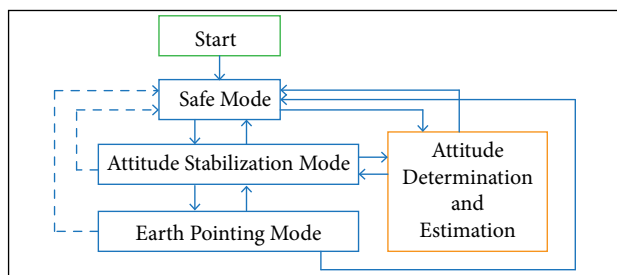 Start
Safe Mode
Attitude Stabilization Mode
Earth Pointing Mode
Attitude
Determination
and
Estimation